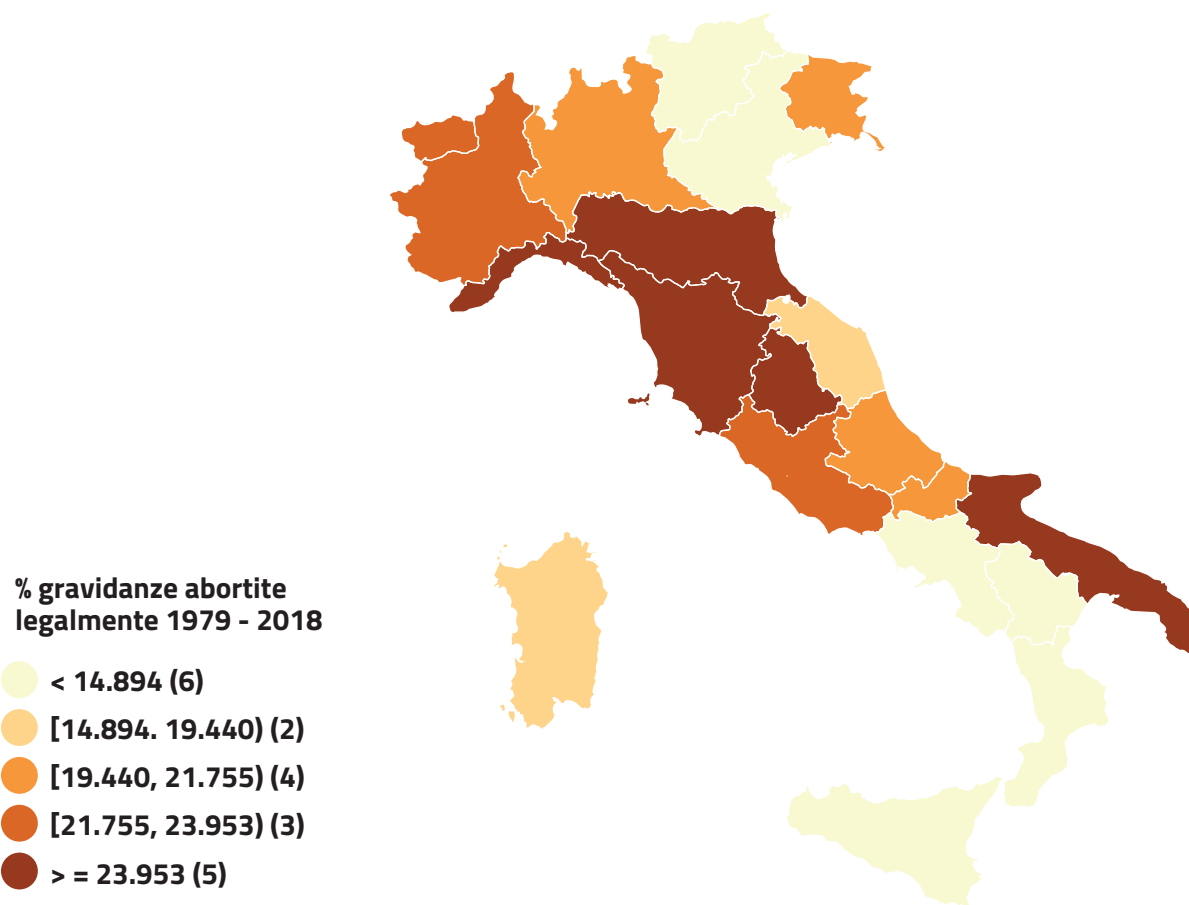 % gravidanze abortite
legalmente 1979 - 2018
< 14.894 (6)
[14.894. 19.440) (2)
[19.440, 21.755) (4)
[21.755, 23.953) (3)
> = 23.953 (5)